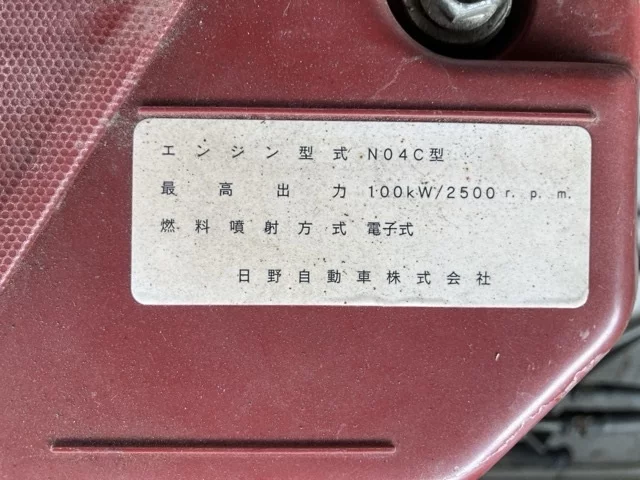 エンジン型式 N04C型
最高出力 100kW/2500 r.p.m.
燃料噴射方式 電子式
日野自動車株式会社